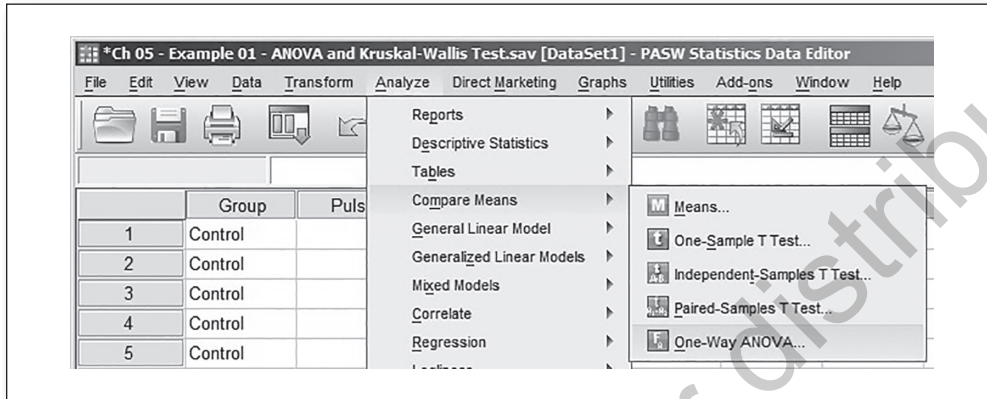 *Ch 05 - Example 01 - ANOVA and Kruskal-Wallis Test.sav [DataSet1] - PASW Statistics Data Editor
File Edit View Data Transform Analyze Direct Marketing Graphs Utilities Add-ons Window Help
Reports
Descriptive Statistics
Tables
Compare Means
General Linear Model
Generalized Linear Models
Mixed Models
Correlate
Regression
Means...
One-Sample T Test...
Independent-Samples T Test...
Paired-Samples T Test...
One-Way ANOVA...
Group Puls
1 Control
2 Control
3 Control
4 Control
5 Control
f distrib